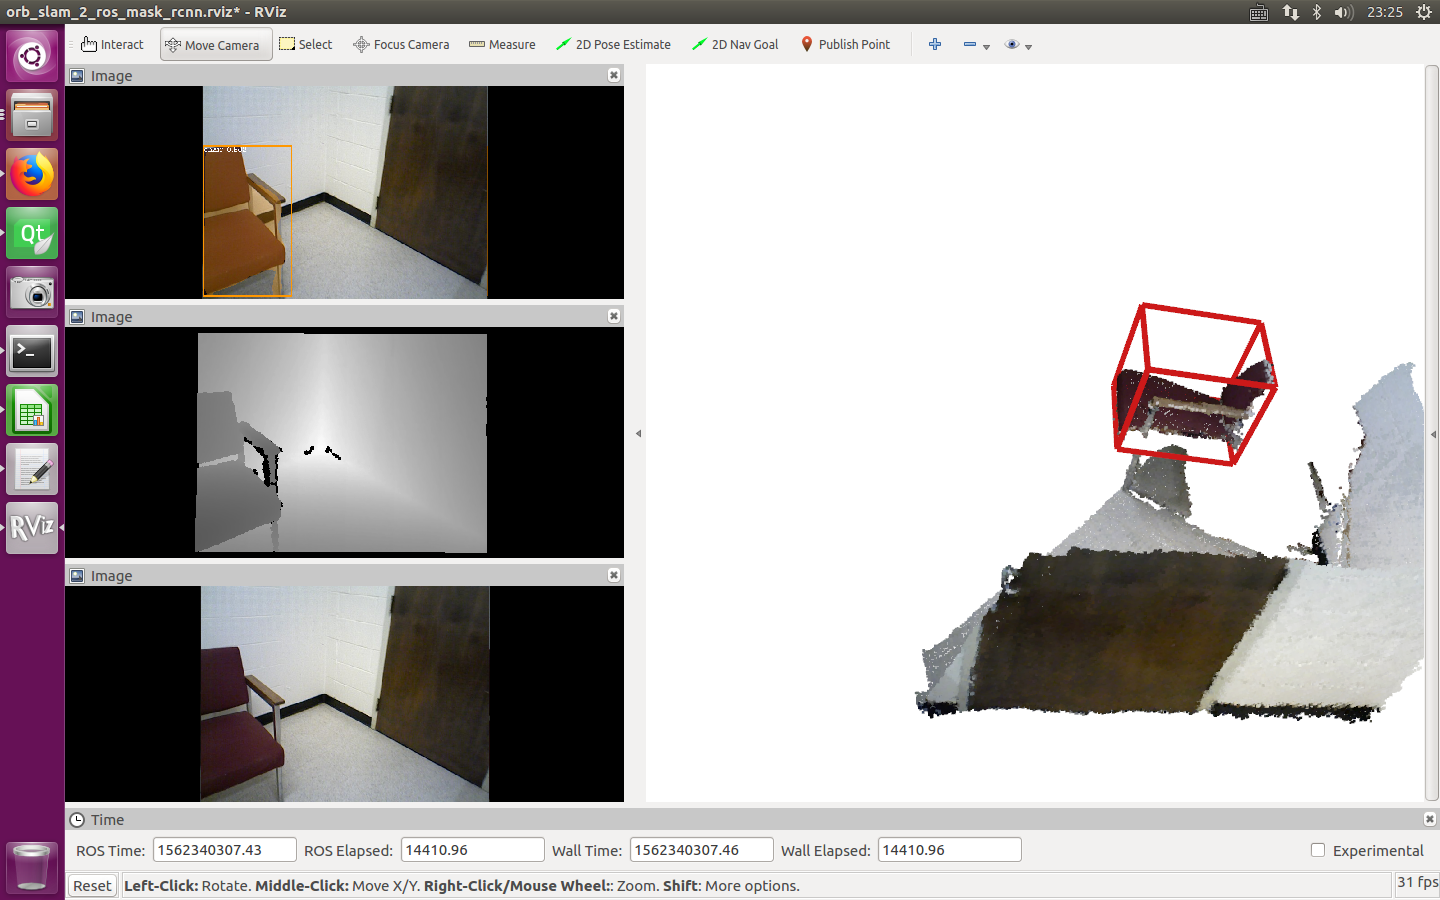 orb_slam_2_ros_mask_rcnn.rviz* - RViz
23:25
Interact
Move Camera
Select
Focus Camera
Measure
2D Pose Estimate
2D Nav Goal
Publish Point
Image
Image
Image
Qt
>_
RViz
Time
ROS Time: 1562340307.43 ROS Elapsed: 14410.96 Wall Time: 1562340307.46 Wall Elapsed: 14410.96 Experimental
Reset Left-Click: Rotate. Middle-Click: Move X/Y. Right-Click/Mouse Wheel:: Zoom. Shift: More options. 31 fps